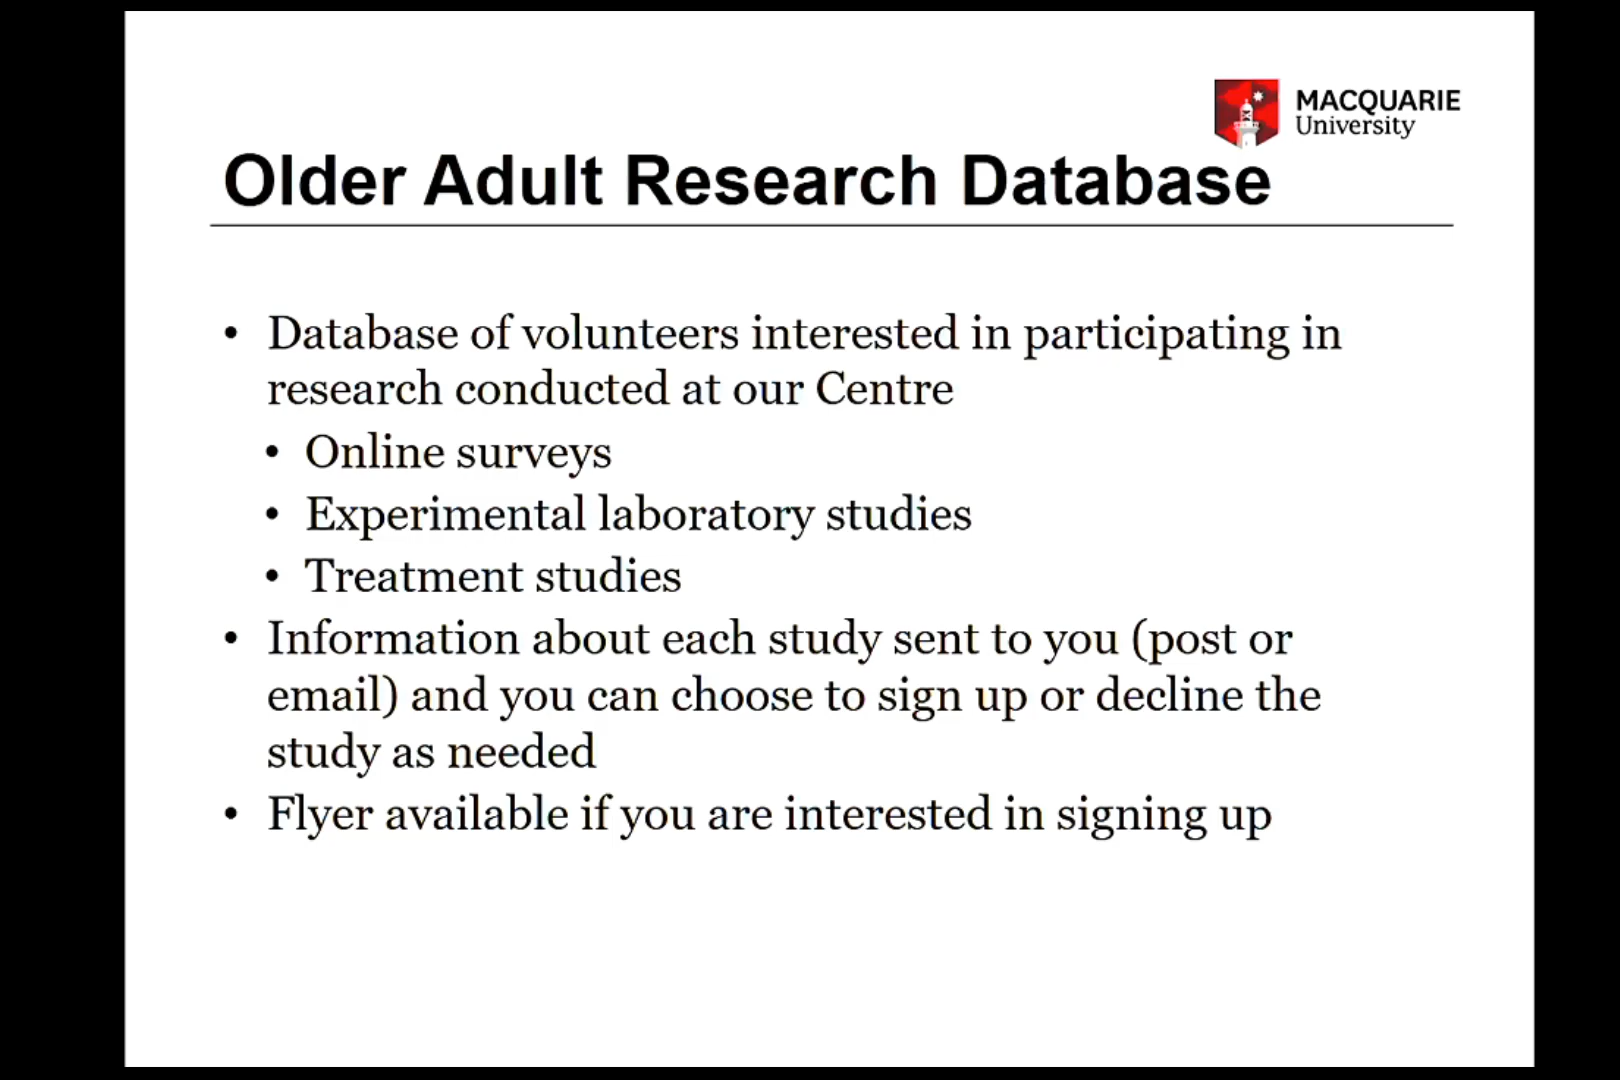 MACQUARIE
University
Older Adult Research Database
• Database of volunteers interested in participating in
research conducted at our Centre
• Online surveys
• Experimental laboratory studies
• Treatment studies
• Information about each study sent to you (post or
email) and you can choose to sign up or decline the
study as needed
• Flyer available if you are interested in signing up